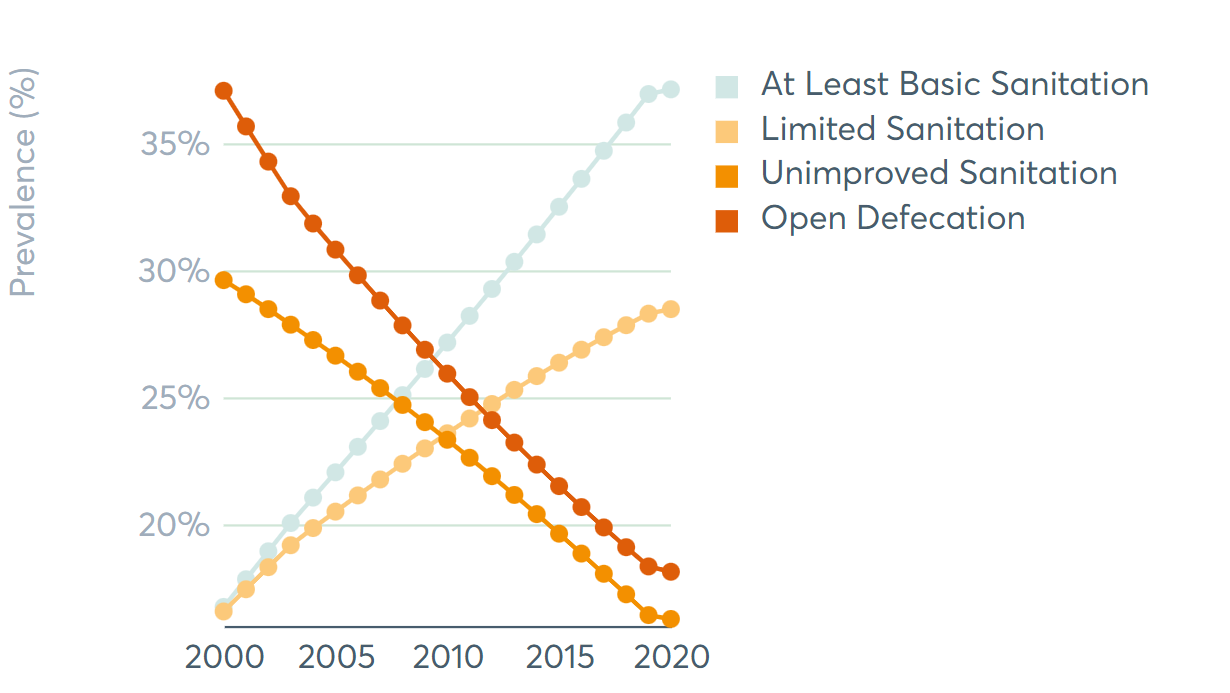 Prevalence (%)
35%
30%
25%
20%
2000 2005 2010 2015 2020
At Least Basic Sanitation
Limited Sanitation
Unimproved Sanitation
Open Defecation